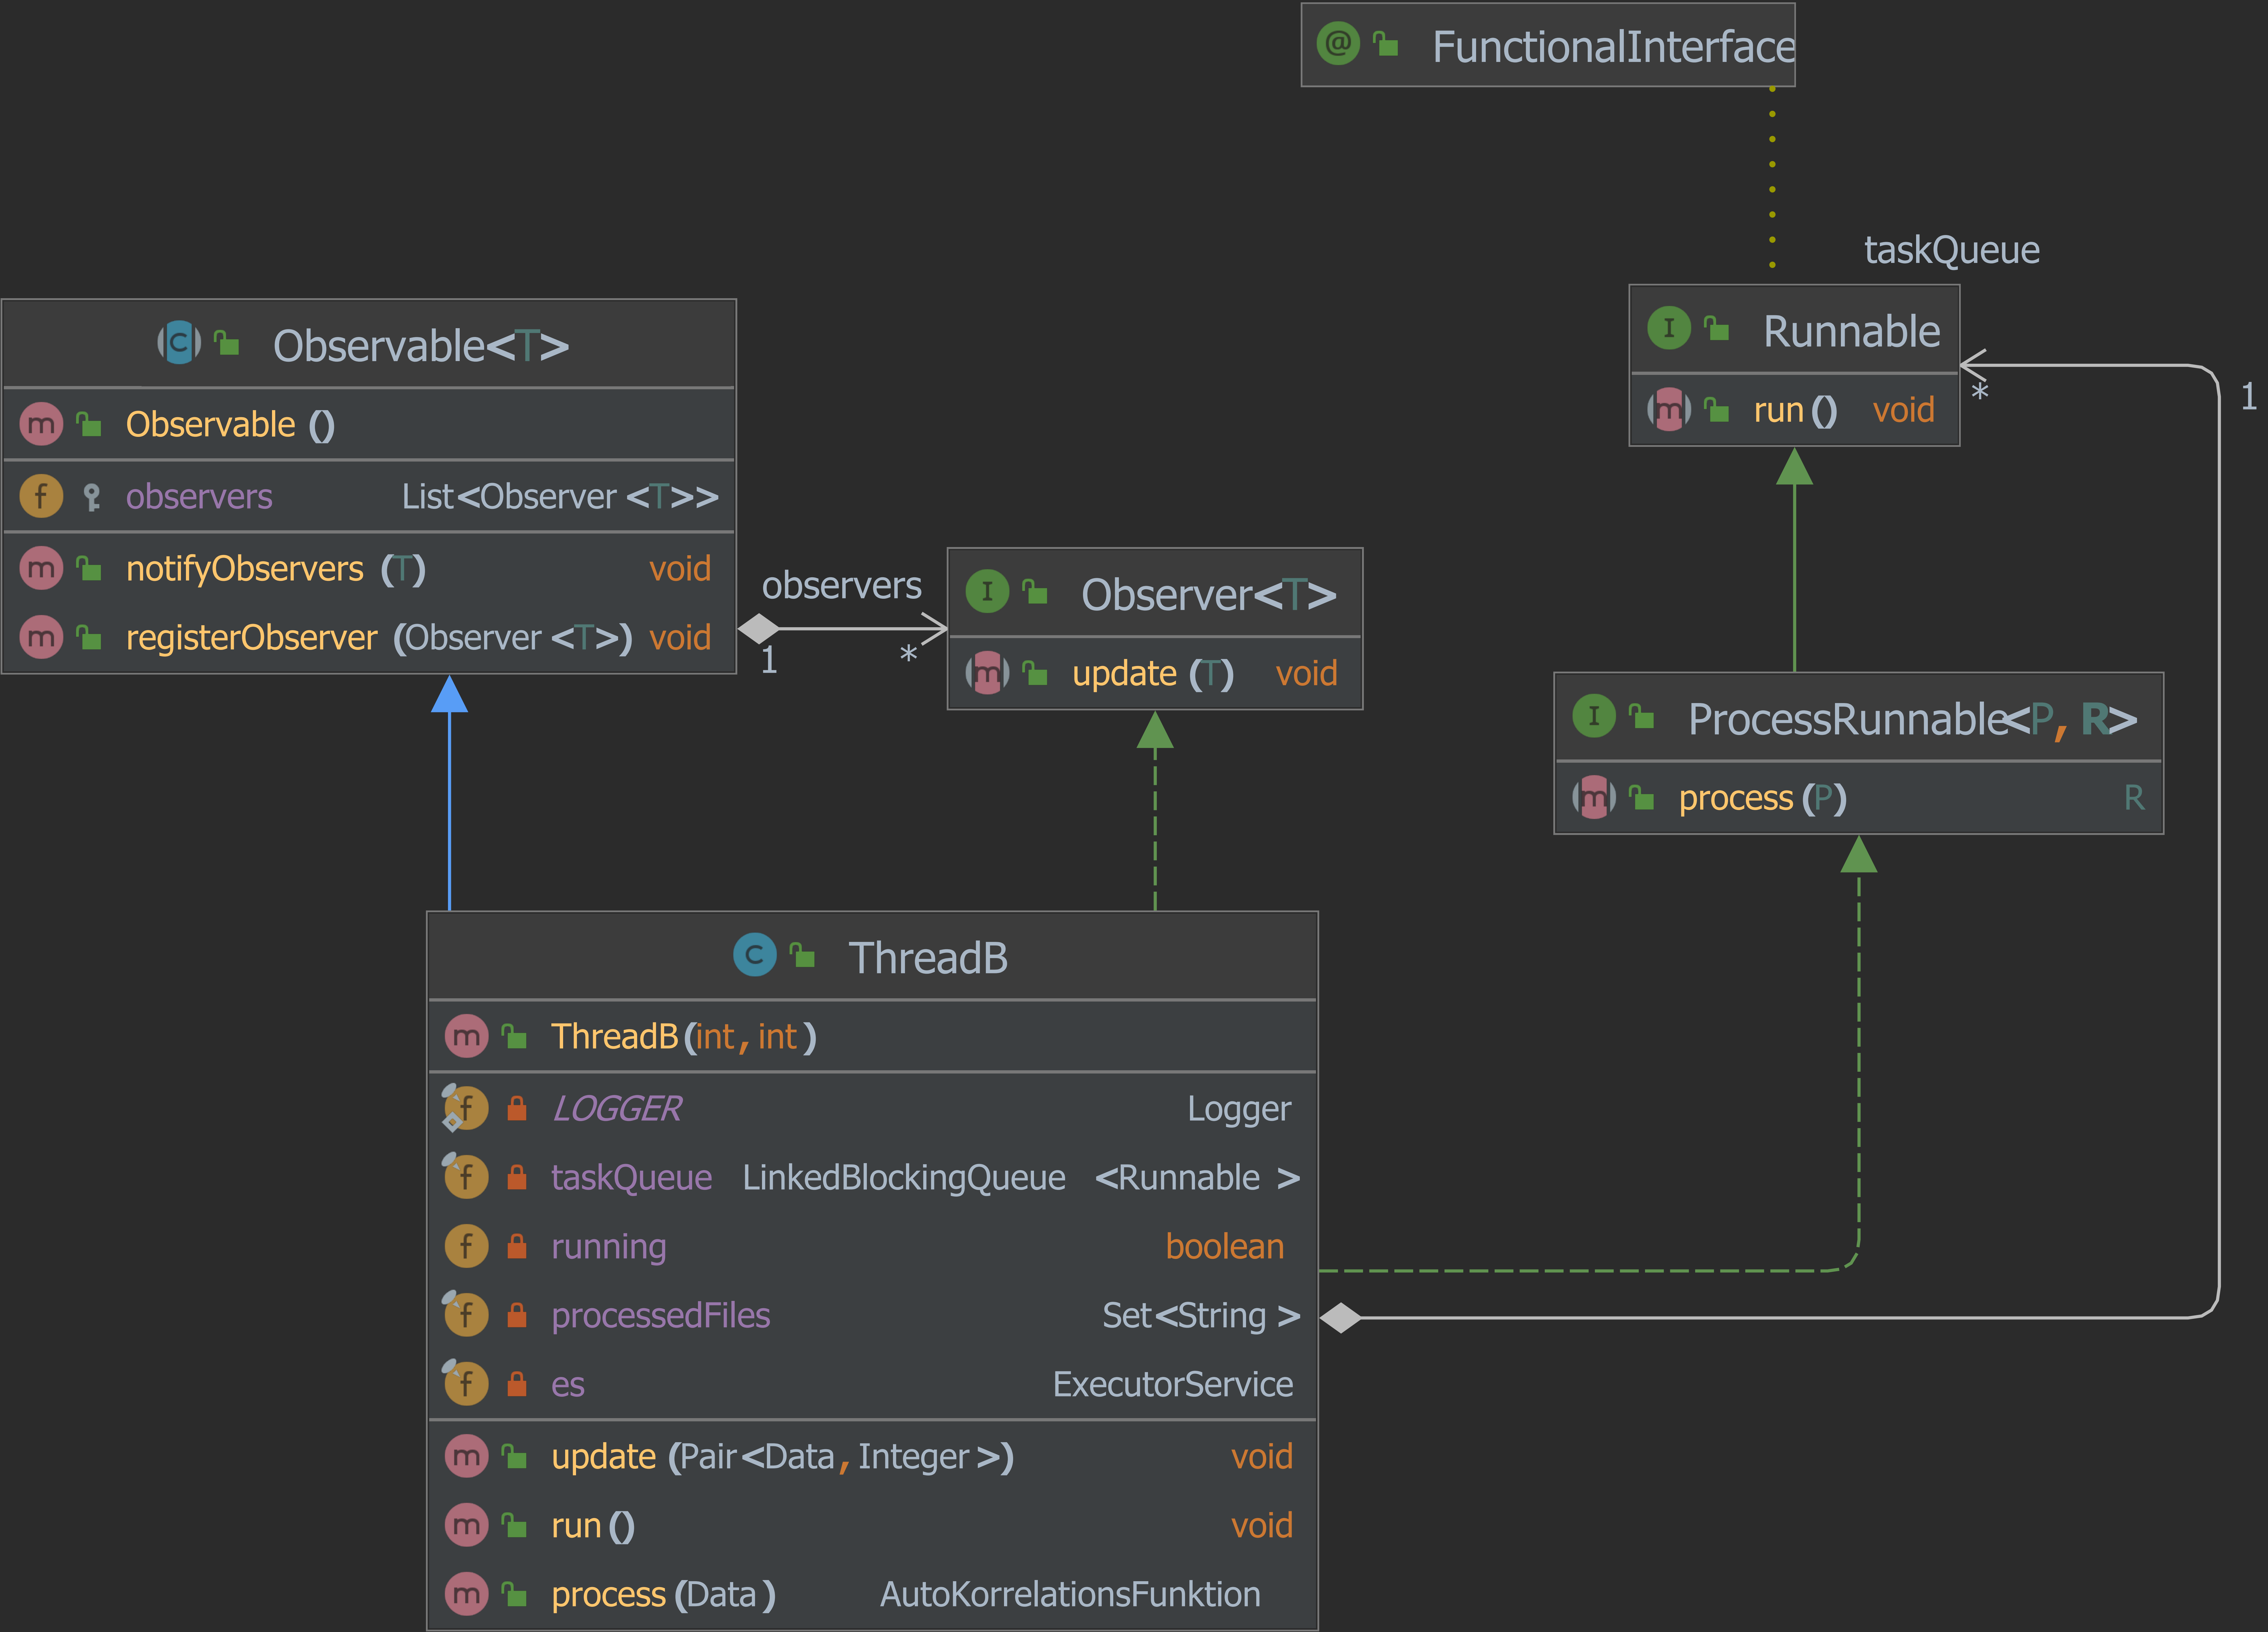 @ FunctionalInterface
taskQueue
C Observable<T>
m Observable ()
f observers List<Observer <T>>
m notifyObservers (T) void
m registerObserver (Observer <T>) void
observers
1
*
I Observer<T>
m update (T) void
I Runnable
m run () void
*
1
I ProcessRunnable<P, R>
m process (P) R
C ThreadB
m ThreadB (int, int)
f LOGGER Logger
f taskQueue LinkedBlockingQueue <Runnable >
f running boolean
f processedFiles Set<String >
f es ExecutorService
m update (Pair<Data, Integer >) void
m run () void
m process (Data) AutoKorrelationsFunktion